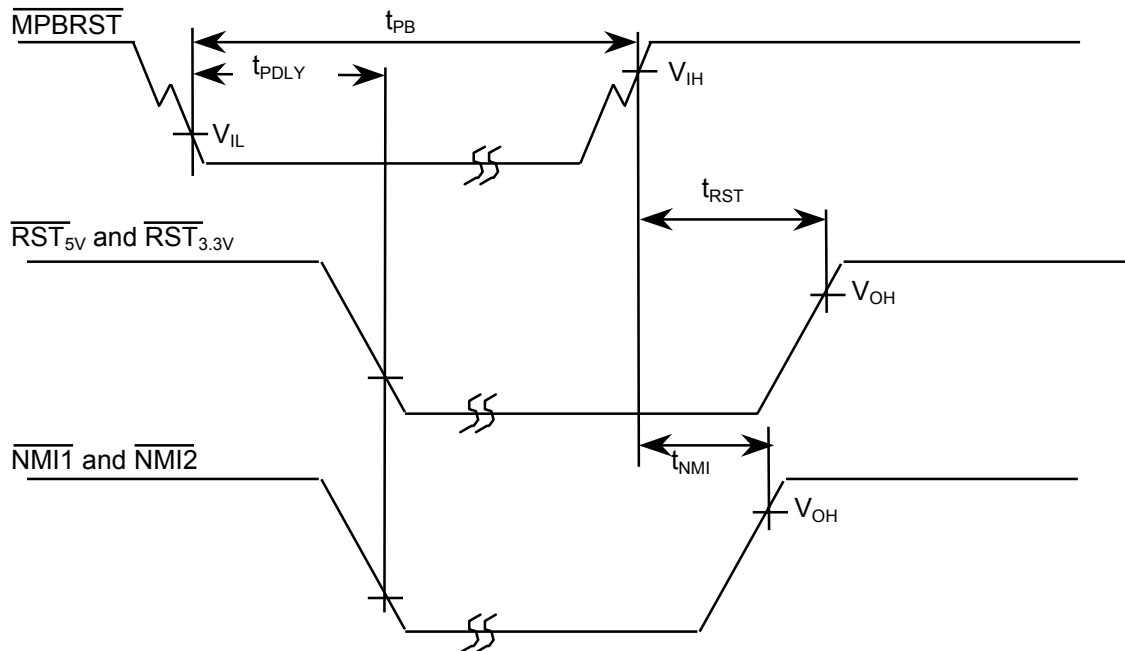 MPBRST
tPB
tPDLY
VIH
VIL
tRST
RST5V and RST3.3V
VOH
NMI1 and NMI2
tNMI
VOH